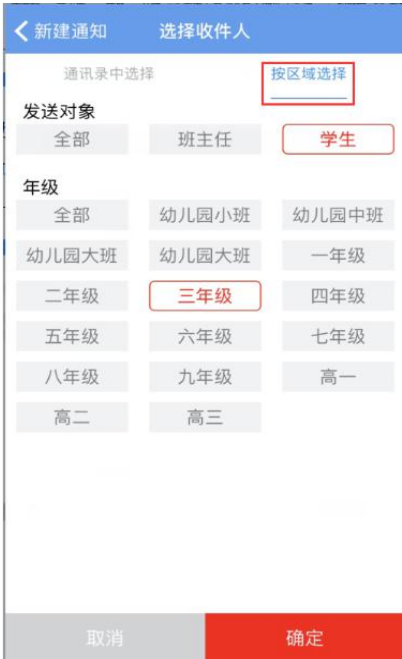 新建通知 选择收件人
通讯录中选择 按区域选择
发送对象
全部 班主任 学生
年级
全部 幼儿园小班 幼儿园中班
幼儿园大班 幼儿园大班 一年级
二年级 三年级 四年级
五年级 六年级 七年级
八年级 九年级 高一
高二 高三
取消 确定